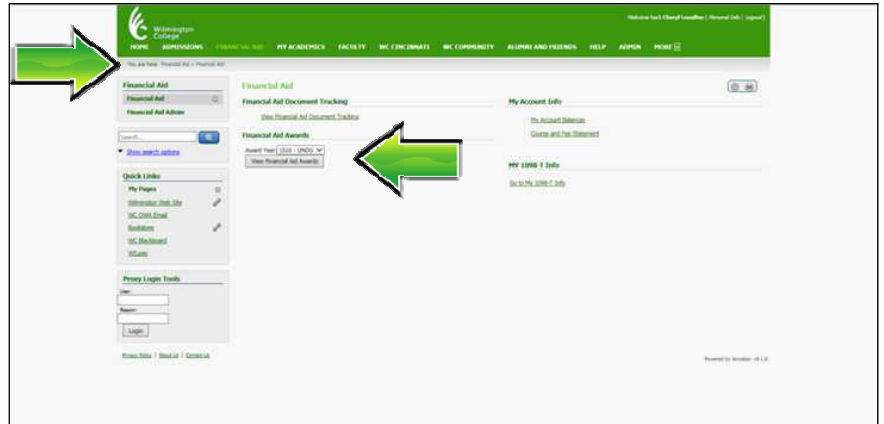 Wilmington
College
Welcome back Cheryl Louallen ( Personal Info | Logout )
HOME ADMISSIONS FINANCIAL AID MY ACADEMICS FACULTY WC CINCINNATI WC COMMUNITY ALUMNI AND FRIENDS HELP ADMIN MORE
You are here: Financial Aid > Financial Aid
Financial Aid
Financial Aid
Financial Aid Admin
Search...
Show search options
Quick Links
My Pages
Wilmington Web Site
WC OWA Email
Bookstore
WC Blackboard
Proxy Login Tools
User:
Reason:
Login
Privacy Policy | About Us | Contact Us
Financial Aid
Financial Aid Document Tracking
View Financial Aid Document Tracking
Financial Aid Awards
Award Year 1516 - UNDG
View Financial Aid Awards
My Account Info
My Account Balances
Course and Fee Statement
MY 1098-T Info
Go to My 1098-T Info
Powered by Jenzabar.